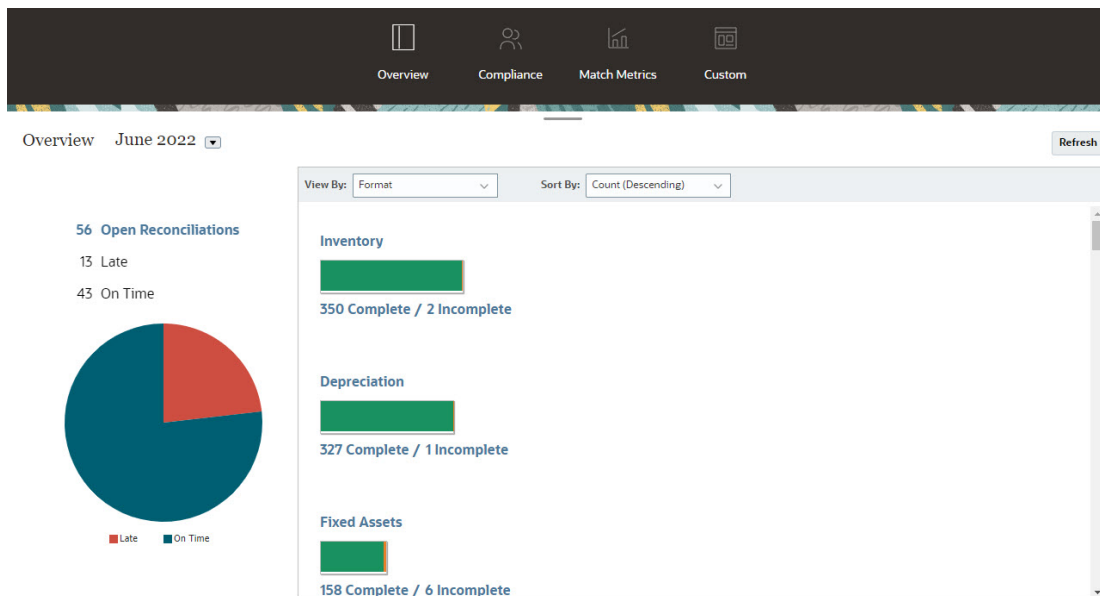 Overview Compliance Match Metrics Custom
Overview June 2022
Refresh
View By: Format Sort By: Count (Descending)
56 Open Reconciliations
13 Late
43 On Time
Late On Time
Inventory
350 Complete / 2 Incomplete
Depreciation
327 Complete / 1 Incomplete
Fixed Assets
158 Complete / 6 Incomplete